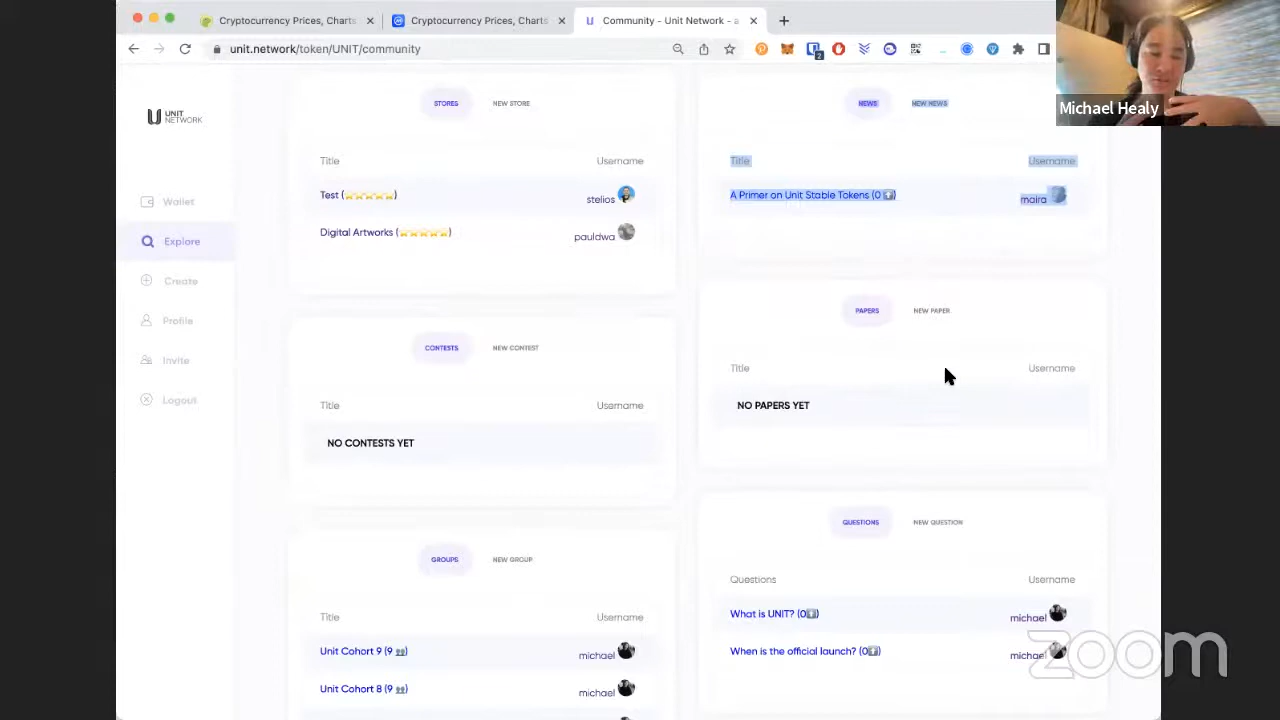 Cryptocurrency Prices, Charts
Cryptocurrency Prices, Charts
Community - Unit Network - a
unit.network/token/UNIT/community
2
Michael Healy
UNIT
NETWORK
Wallet
Explore
Create
Profile
Invite
Logout
STORES NEW STORE
Title Username
Test (⭐⭐⭐⭐⭐) stelios
Digital Artworks (⭐⭐⭐⭐⭐) pauldwa
CONTESTS NEW CONTEST
Title Username
NO CONTESTS YET
GROUPS NEW GROUP
Title Username
Unit Cohort 9 (9 👥) michael
Unit Cohort 8 (9 👥) michael
NEWS NEW NEWS
Title Username
A Primer on Unit Stable Tokens (0⬆️) maira
PAPERS NEW PAPER
Title Username
NO PAPERS YET
QUESTIONS NEW QUESTION
Questions Username
What is UNIT? (0⬆️) michael
When is the official launch? (0⬆️) michael
zoom